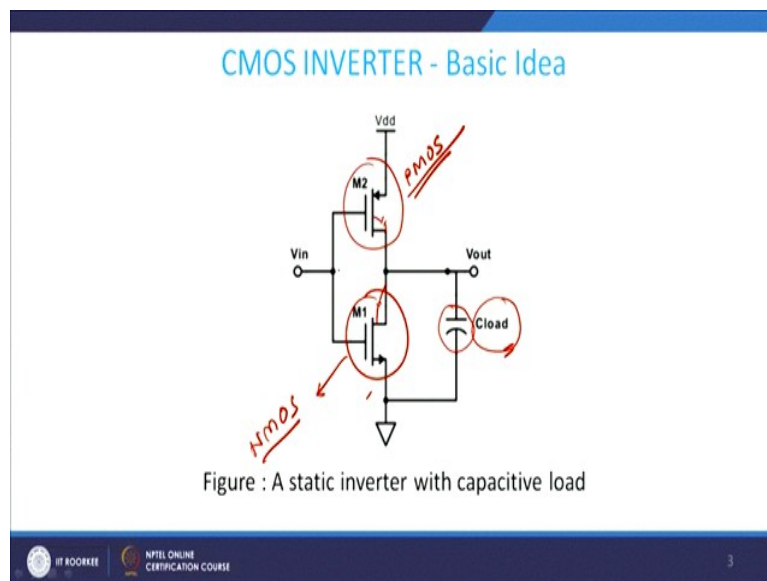 CMOS INVERTER - Basic Idea
Vdd
PMOS
M2
Vin
Vout
M1
Cload
NMOS
Figure : A static inverter with capacitive load
IIT ROORKEE
NPTEL ONLINE
CERTIFICATION COURSE
3